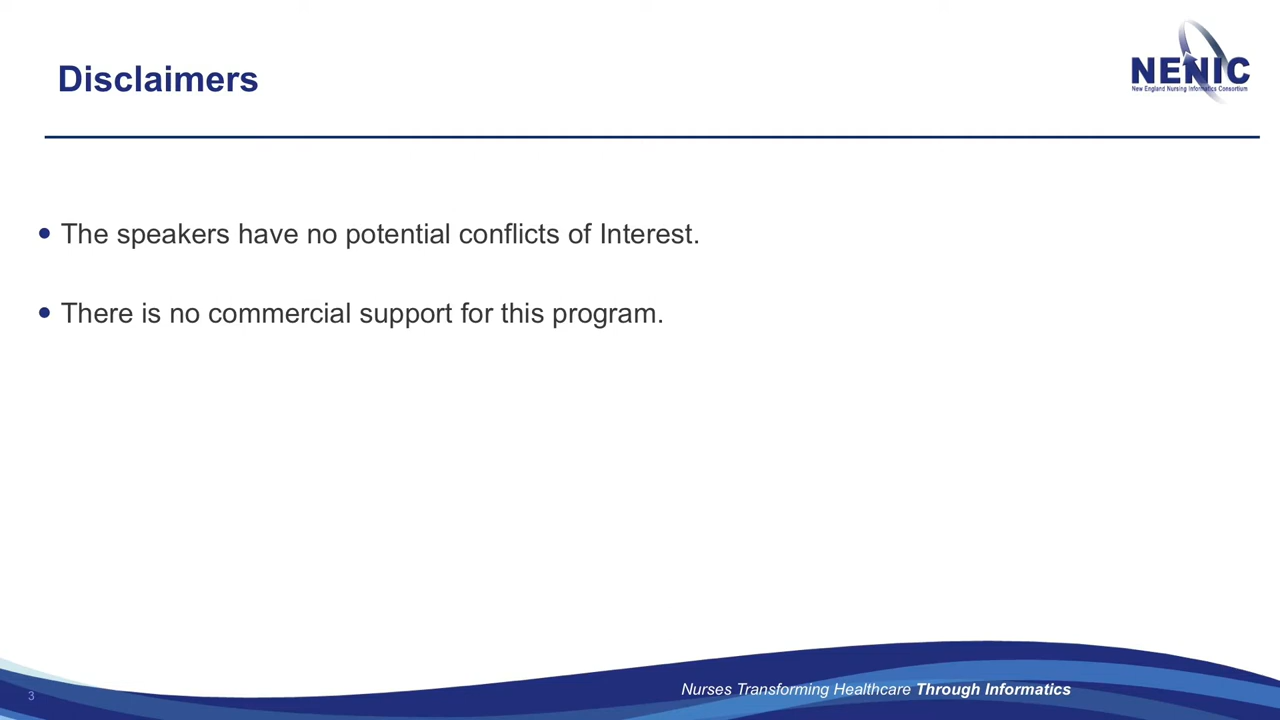 Disclaimers
NENIC
New England Nursing Informatics Consortium
The speakers have no potential conflicts of Interest.
There is no commercial support for this program.
3
Nurses Transforming Healthcare Through Informatics